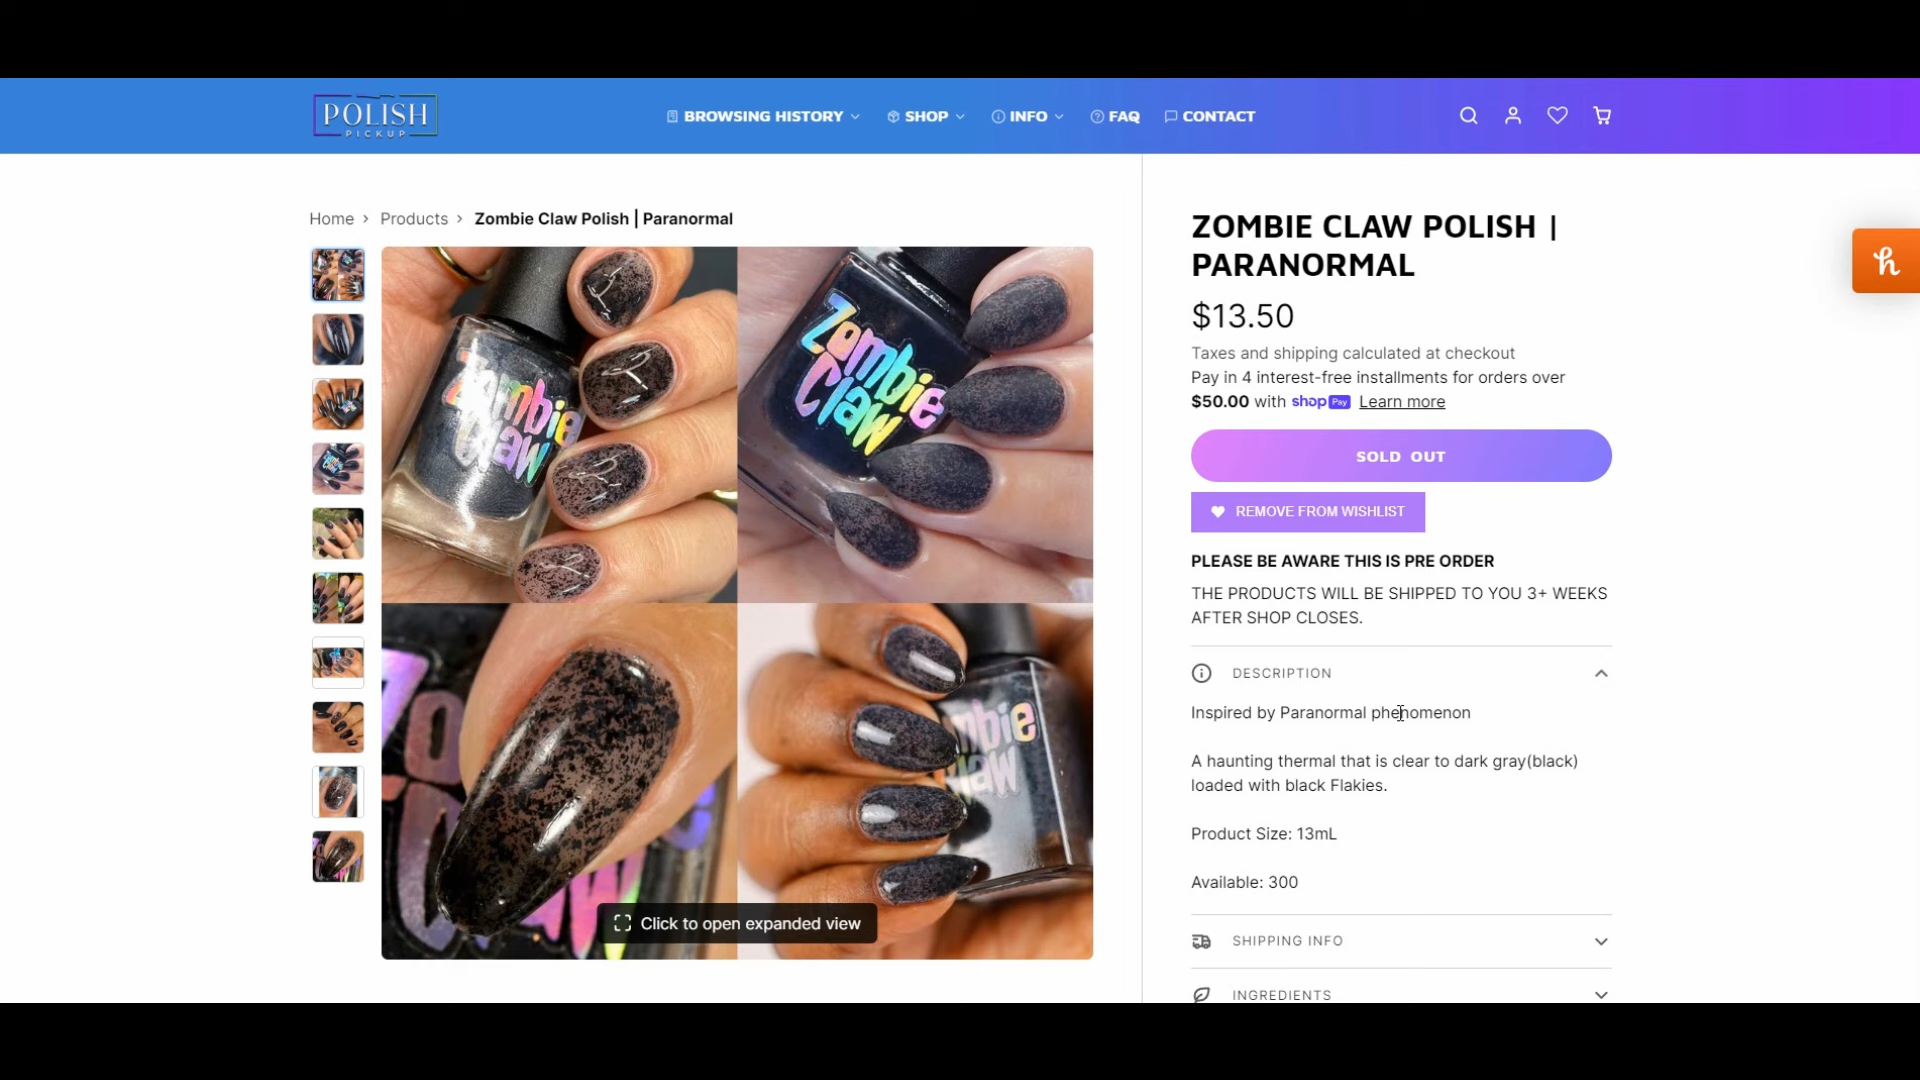 POLISH
PICKUP
BROWSING HISTORY
SHOP
INFO
FAQ
CONTACT
Home > Products > Zombie Claw Polish | Paranormal
ZOMBIE CLAW POLISH |
PARANORMAL
$13.50
Taxes and shipping calculated at checkout
Pay in 4 interest-free installments for orders over
$50.00 with shop Pay Learn more
SOLD OUT
REMOVE FROM WISHLIST
PLEASE BE AWARE THIS IS PRE ORDER
THE PRODUCTS WILL BE SHIPPED TO YOU 3+ WEEKS
AFTER SHOP CLOSES.
DESCRIPTION
Inspired by Paranormal phenomenon
A haunting thermal that is clear to dark gray(black)
loaded with black Flakies.
Product Size: 13mL
Available: 300
SHIPPING INFO
INGREDIENTS
Zombie
Claw
Zombie
Claw
Click to open expanded view
h